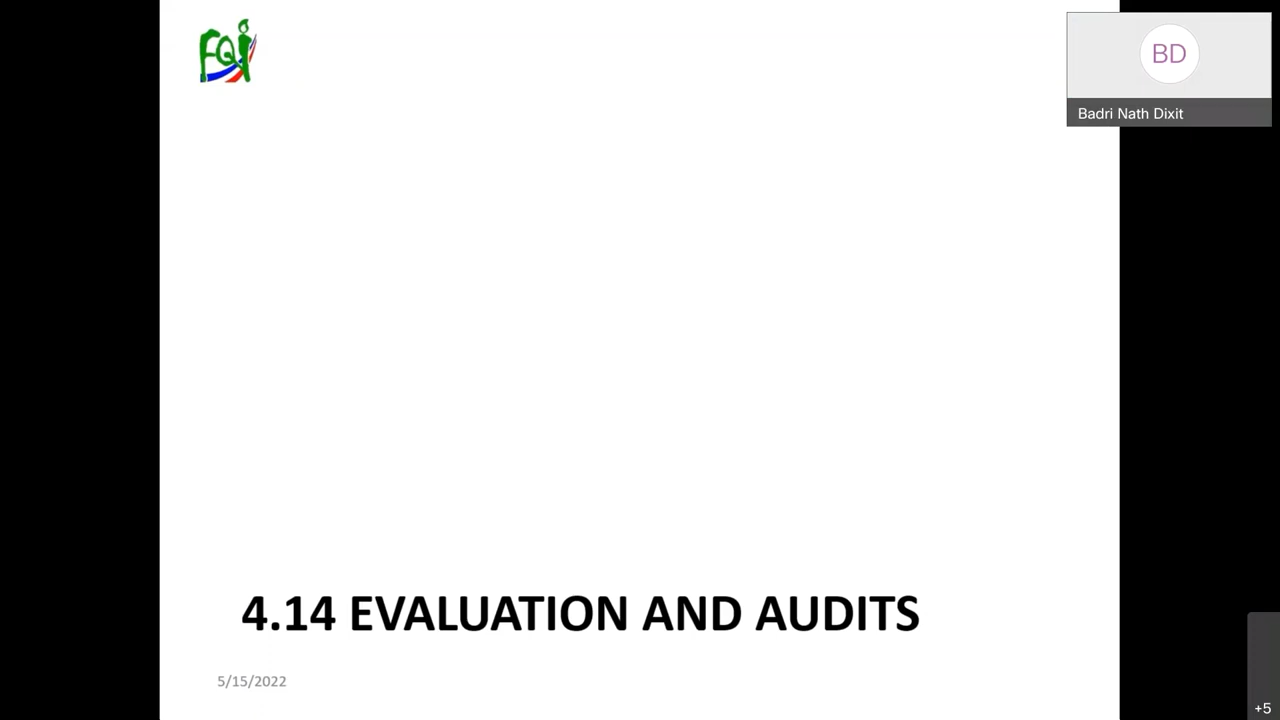 FQI
BD
Badri Nath Dixit
4.14 EVALUATION AND AUDITS
5/15/2022
+5